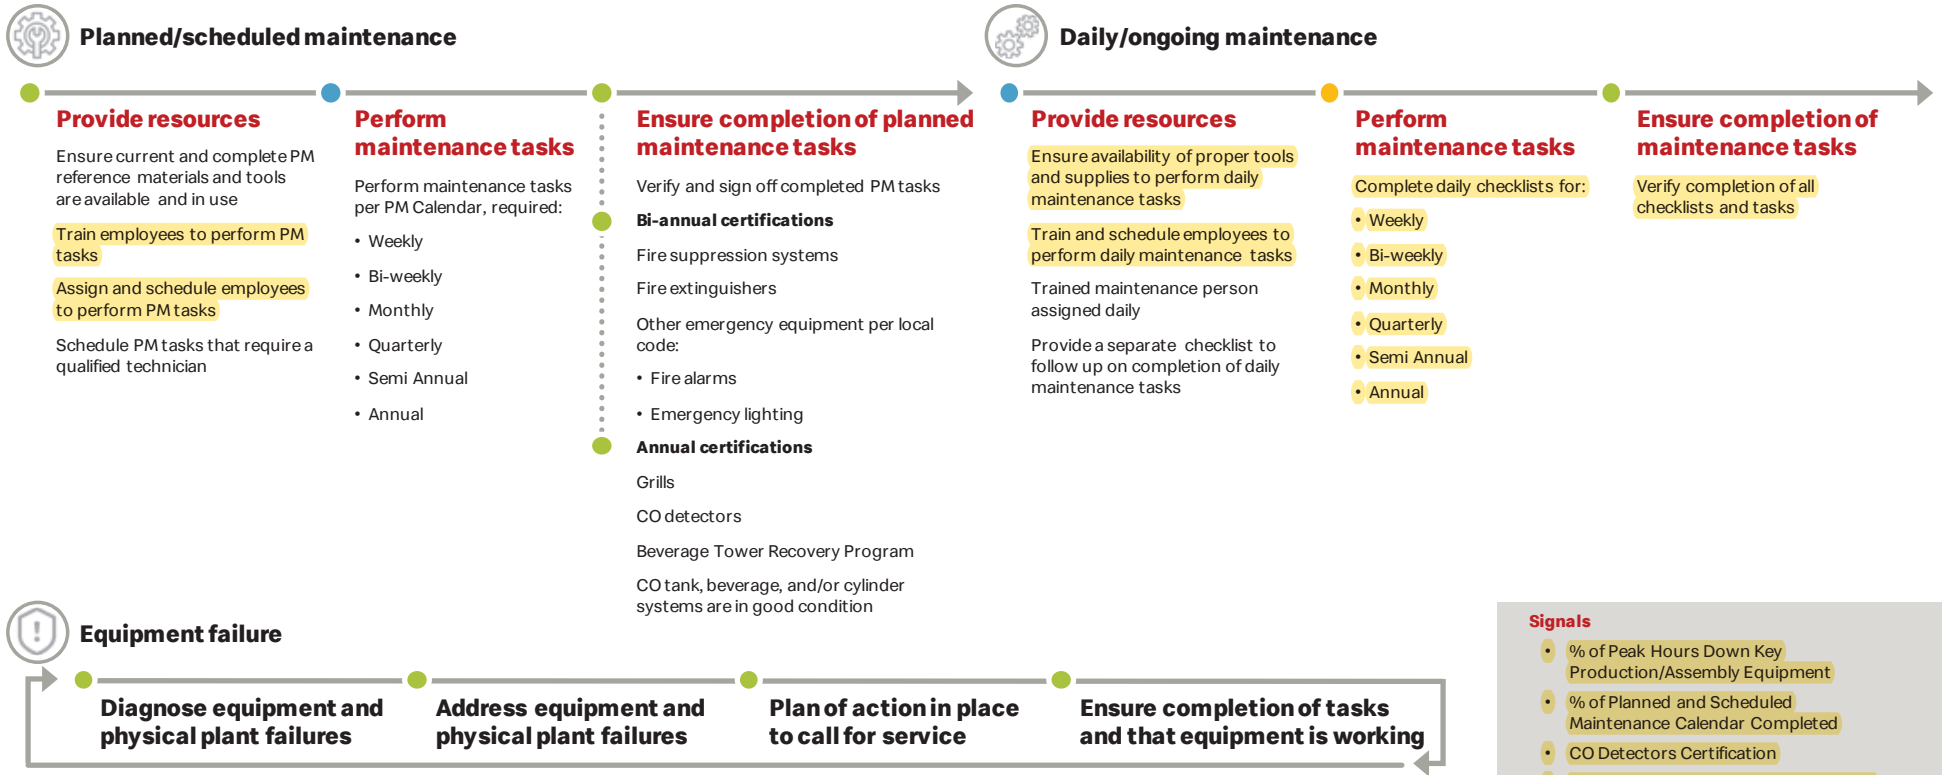 Planned/scheduled maintenance
Provide resources
Ensure current and complete PM
reference materials and tools
are available and in use
Train employees to perform PM
tasks
Assign and schedule employees
to perform PM tasks
Schedule PM tasks that require a
qualified technician
Perform
maintenance tasks
Perform maintenance tasks
per PM Calendar, required:
• Weekly
• Bi-weekly
• Monthly
• Quarterly
• Semi Annual
• Annual
Ensure completion of planned
maintenance tasks
Verify and sign off completed PM tasks
Bi-annual certifications
Fire suppression systems
Fire extinguishers
Other emergency equipment per local
code:
• Fire alarms
• Emergency lighting
Annual certifications
Grills
CO detectors
Beverage Tower Recovery Program
CO tank, beverage, and/or cylinder
systems are in good condition
Daily/ongoing maintenance
Provide resources
Ensure availability of proper tools
and supplies to perform daily
maintenance tasks
Train and schedule employees to
perform daily maintenance tasks
Trained maintenance person
assigned daily
Provide a separate checklist to
follow up on completion of daily
maintenance tasks
Perform
maintenance tasks
Complete daily checklists for:
• Weekly
• Bi-weekly
• Monthly
• Quarterly
• Semi Annual
• Annual
Ensure completion of
maintenance tasks
Verify completion of all
checklists and tasks
Equipment failure
Diagnose equipment and
physical plant failures
Address equipment and
physical plant failures
Plan of action in place
to call for service
Ensure completion of tasks
and that equipment is working
Signals
• % of Peak Hours Down Key
Production/Assembly Equipment
• % of Planned and Scheduled
Maintenance Calendar Completed
• CO Detectors Certification